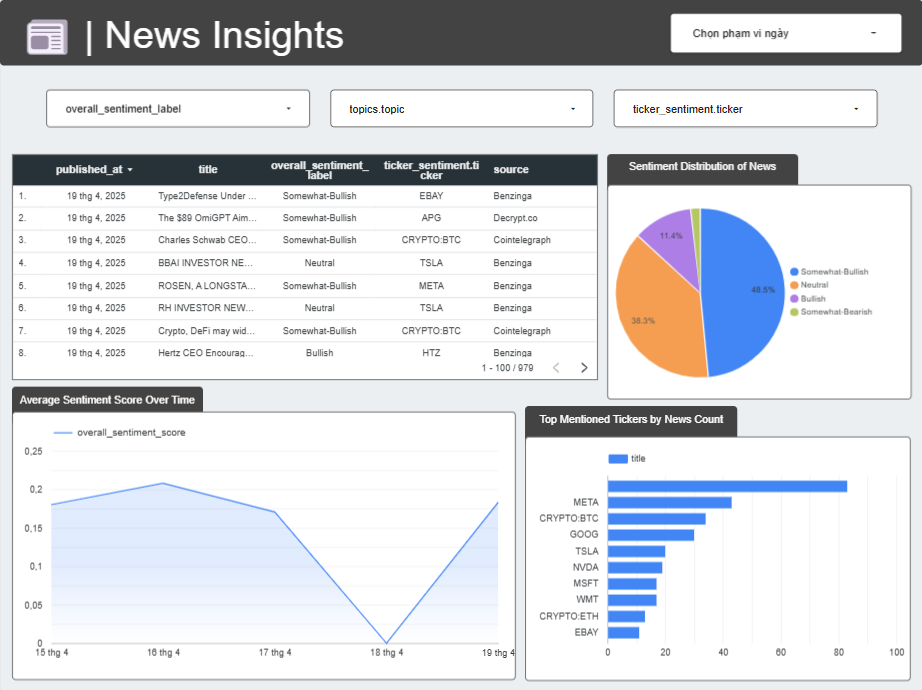 | News Insights
Chọn phạm vi ngày
overall_sentiment_label
topics.topic
ticker_sentiment.ticker
published_at title overall_sentiment_label ticker_sentiment.ticker source
1. 19 thg 4, 2025 Type2Defense Under ... Somewhat-Bullish EBAY Benzinga
2. 19 thg 4, 2025 The $89 OmiGPT Aim... Somewhat-Bullish APG Decrypt.co
3. 19 thg 4, 2025 Charles Schwab CEO... Somewhat-Bullish CRYPTO:BTC Cointelegraph
4. 19 thg 4, 2025 BBAI INVESTOR NE... Neutral TSLA Benzinga
5. 19 thg 4, 2025 ROSEN, A LONGSTA... Somewhat-Bullish META Benzinga
6. 19 thg 4, 2025 RH INVESTOR NEW... Neutral TSLA Benzinga
7. 19 thg 4, 2025 Crypto, DeFi may wid... Somewhat-Bullish CRYPTO:BTC Cointelegraph
8. 19 thg 4, 2025 Hertz CEO Encourag... Bullish HTZ Benzinga
1 - 100 / 979
Sentiment Distribution of News
11.4%
48.5%
38.3%
Somewhat-Bullish
Neutral
Bullish
Somewhat-Bearish
Average Sentiment Score Over Time
overall_sentiment_score
0,25
0,2
0,15
0,1
0,05
0
15 thg 4 16 thg 4 17 thg 4 18 thg 4 19 thg 4
Top Mentioned Tickers by News Count
title
META
CRYPTO:BTC
GOOG
TSLA
NVDA
MSFT
WMT
CRYPTO:ETH
EBAY
0 20 40 60 80 100